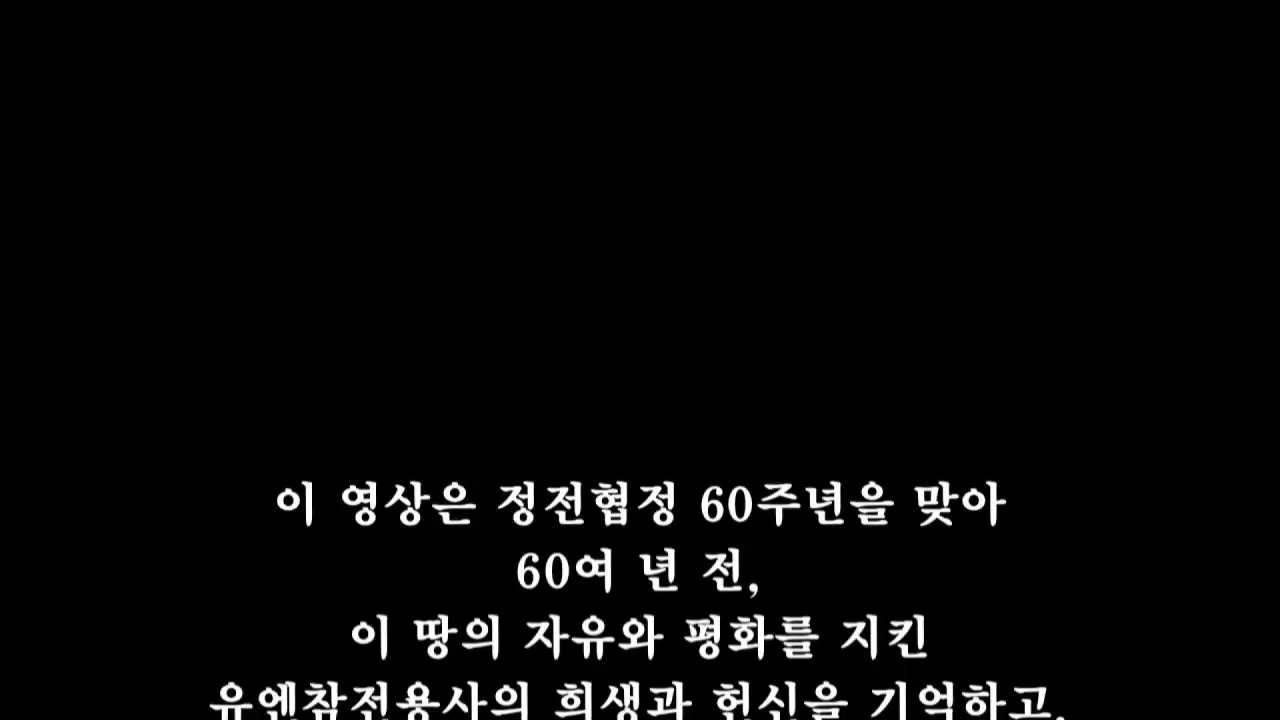 이 영상은 정전협정 60주년을 맞아
60여 년 전,
이 땅의 자유와 평화를 지킨
유엔참전용사의 희생과 헌신을 기억하고,